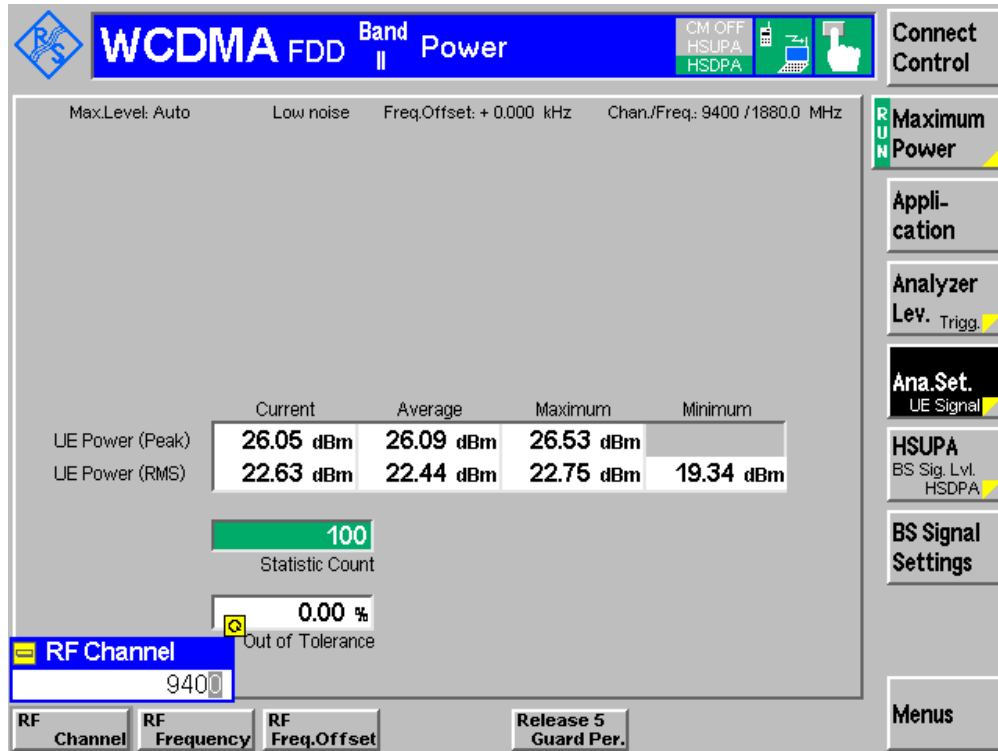 R S
WCDMA FDD Band II Power
CM OFF
HSUPA
HSDPA
Connect Control
Max.Level: Auto Low noise Freq.Offset: + 0.000 kHz Chan./Freq.: 9400 / 1880.0 MHz
RUN
Maximum Power
Appli-
cation
Analyzer
Lev. Trigg.
Ana.Set.
UE Signal
Current Average Maximum Minimum
UE Power (Peak) 26.05 dBm 26.09 dBm 26.53 dBm
UE Power (RMS) 22.63 dBm 22.44 dBm 22.75 dBm 19.34 dBm
HSUPA
BS Sig. Lvl.
HSDPA
100
Statistic Count
BS Signal
Settings
0.00 %
Out of Tolerance
RF Channel
9400
RF Channel
RF Frequency
RF Freq.Offset
Release 5 Guard Per.
Menus